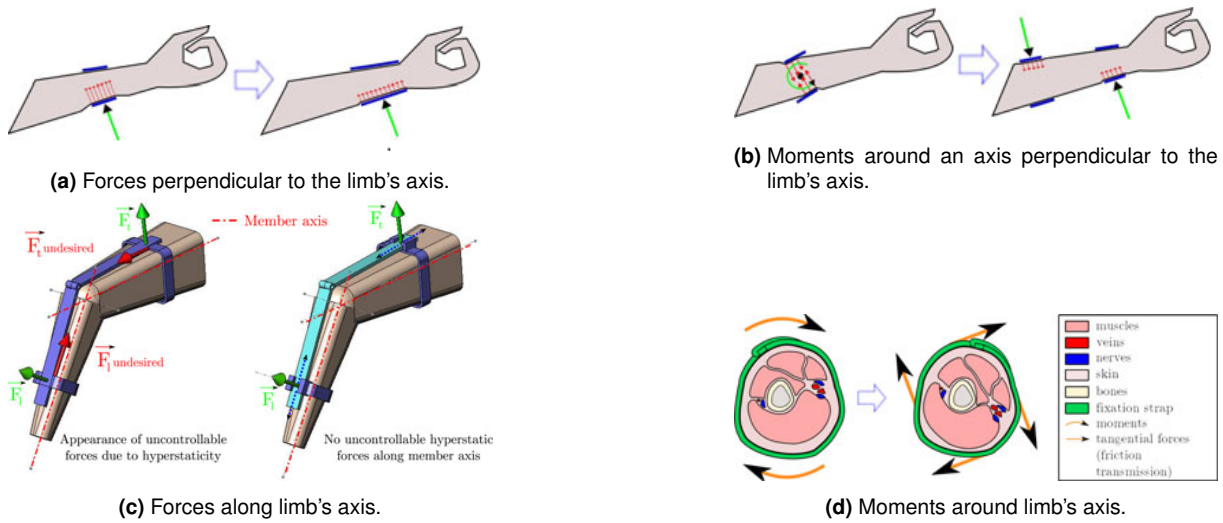 (a) Forces perpendicular to the limb's axis.
(b) Moments around an axis perpendicular to the
limb's axis.
F_t
F_t undesired
Member axis
F_l undesired
F_l
Appearance of uncontrollable
forces due to hyperstaticity
F_t
F_l
No uncontrollable hyperstatic
forces along member axis
(c) Forces along limb's axis.
muscles
veins
nerves
skin
bones
fixation strap
moments
tangential forces
(friction
transmission)
(d) Moments around limb's axis.